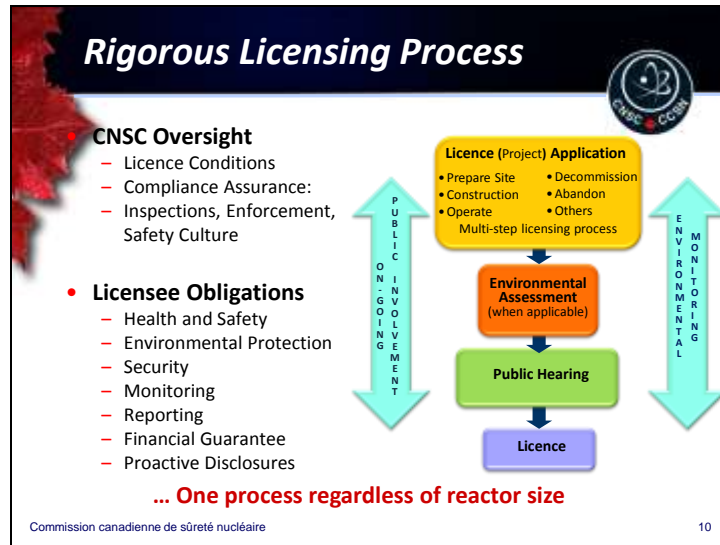 Rigorous Licensing Process
CNSC CCSN
• CNSC Oversight
– Licence Conditions
– Compliance Assurance:
– Inspections, Enforcement,
Safety Culture
• Licensee Obligations
– Health and Safety
– Environmental Protection
– Security
– Monitoring
– Reporting
– Financial Guarantee
– Proactive Disclosures
ON-GOING
PUBLIC INVOLVEMENT
Licence (Project) Application
• Prepare Site
• Construction
• Operate
• Decommission
• Abandon
• Others
Multi-step licensing process
Environmental
Assessment
(when applicable)
Public Hearing
Licence
ENVIRONMENTAL
MONITORING
... One process regardless of reactor size
Commission canadienne de sûreté nucléaire
10